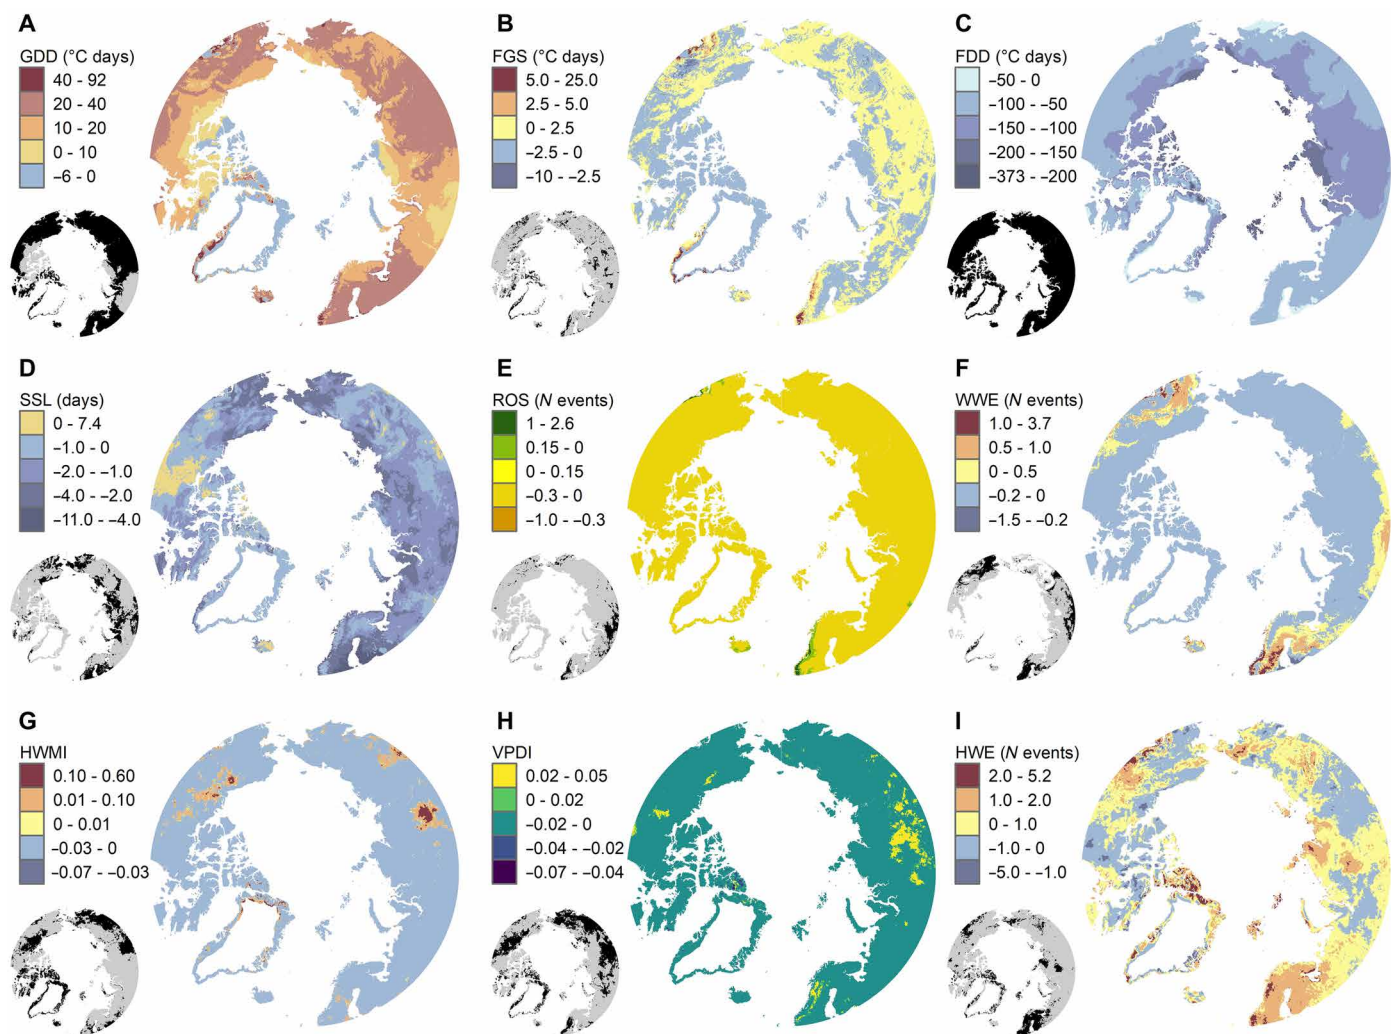 A
GDD (°C days)
40 - 92
20 - 40
10 - 20
0 - 10
–6 - 0
B
FGS (°C days)
5.0 - 25.0
2.5 - 5.0
0 - 2.5
–2.5 - 0
–10 - –2.5
C
FDD (°C days)
–50 - 0
–100 - –50
–150 - –100
–200 - –150
–373 - –200
D
SSL (days)
0 - 7.4
–1.0 - 0
–2.0 - –1.0
–4.0 - –2.0
–11.0 - –4.0
E
ROS (N events)
1 - 2.6
0.15 - 0
0 - 0.15
–0.3 - 0
–1.0 - –0.3
F
WWE (N events)
1.0 - 3.7
0.5 - 1.0
0 - 0.5
–0.2 - 0
–1.5 - –0.2
G
HWMI
0.10 - 0.60
0.01 - 0.10
0 - 0.01
–0.03 - 0
–0.07 - –0.03
H
VPDI
0.02 - 0.05
0 - 0.02
–0.02 - 0
–0.04 - –0.02
–0.07 - –0.04
I
HWE (N events)
2.0 - 5.2
1.0 - 2.0
0 - 1.0
–1.0 - 0
–5.0 - –1.0